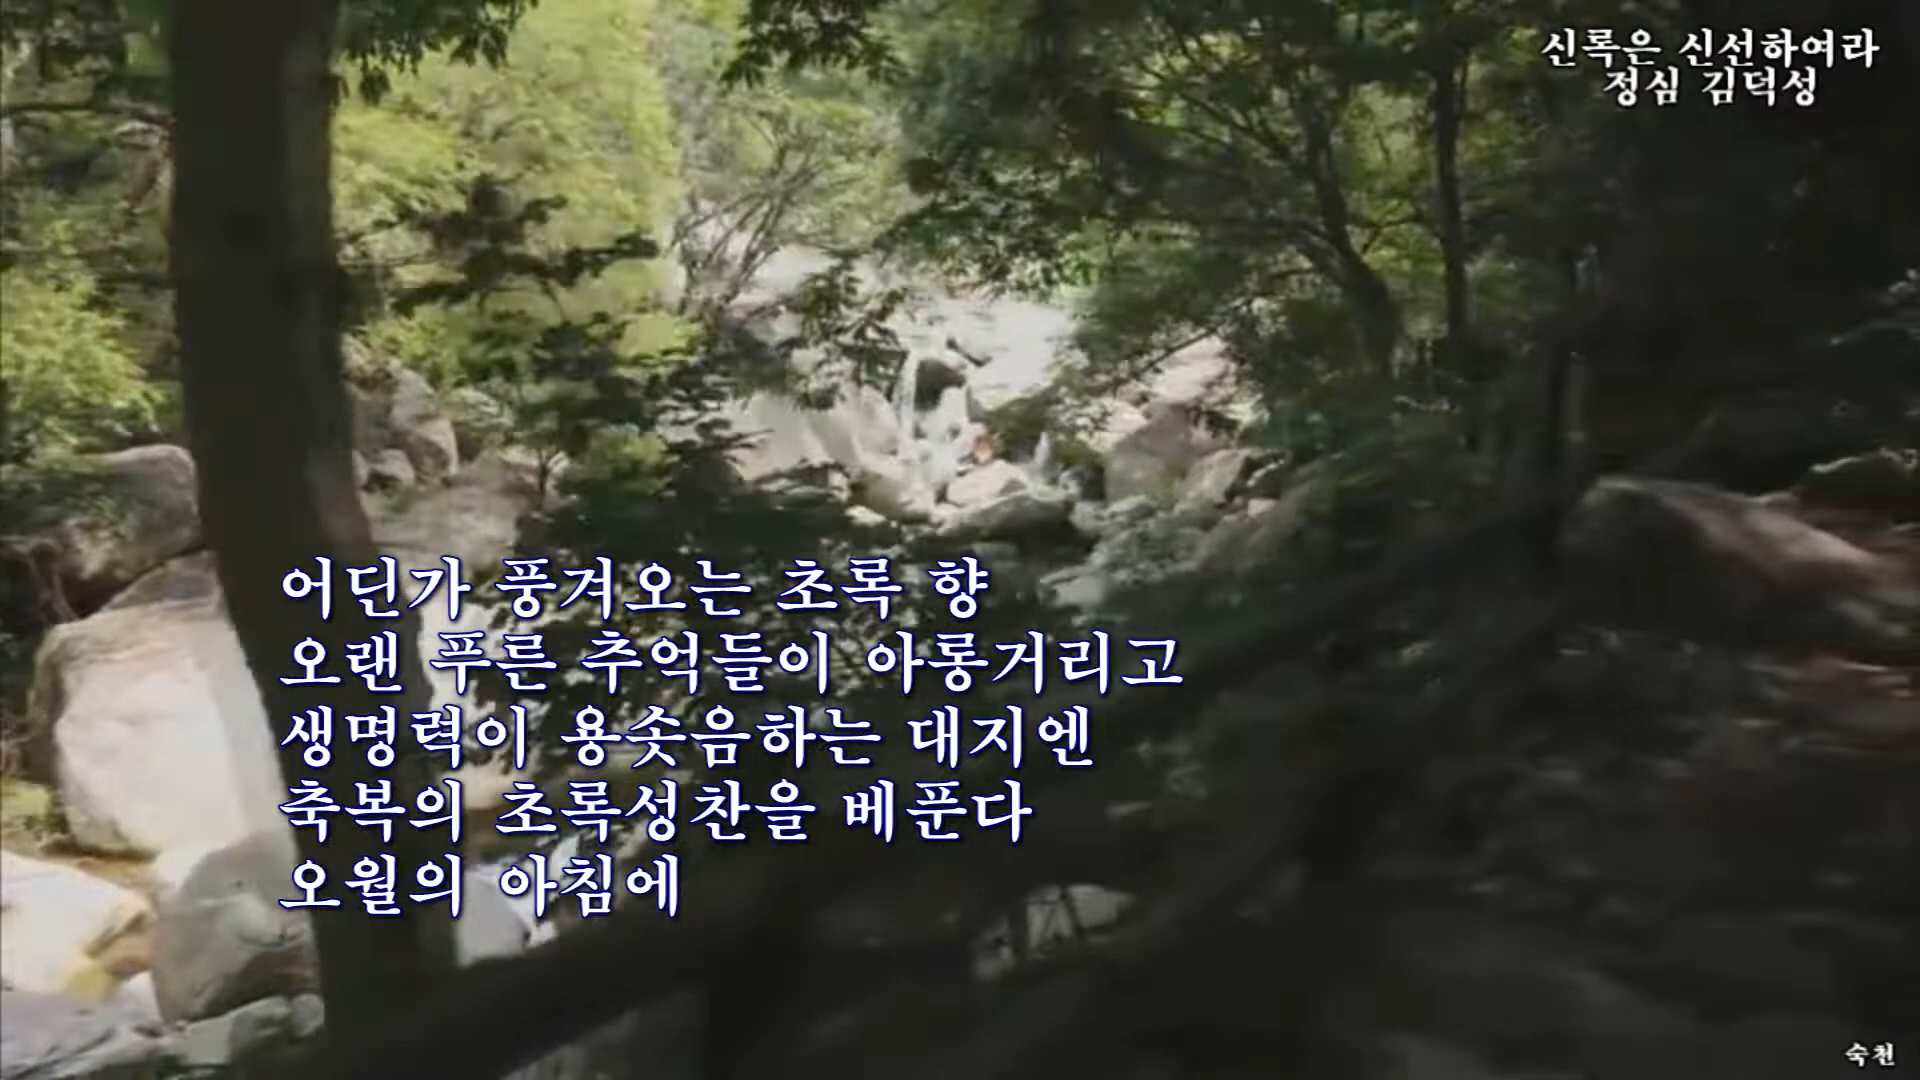 신록은 신선하여라
정심 김덕성
어딘가 풍겨오는 초록 향
오랜 푸른 추억들이 아롱거리고
생명력이 용솟음하는 대지엔
축복의 초록성찬을 베푼다
오월의 아침에
숙천